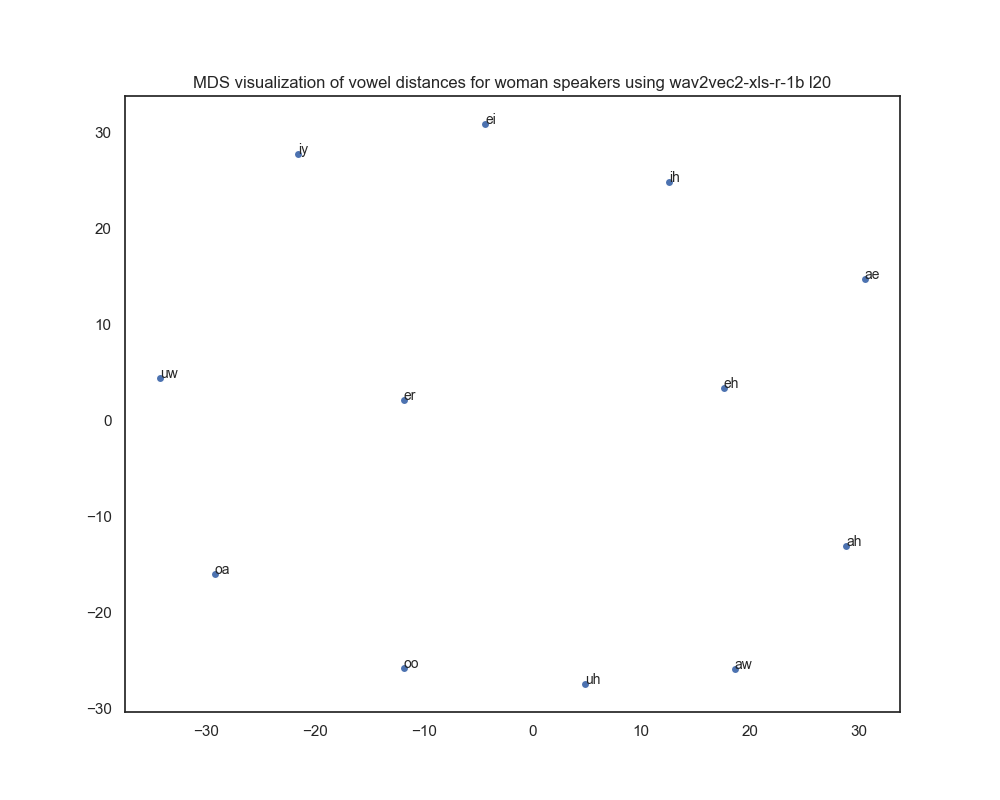 MDS visualization of vowel distances for woman speakers using wav2vec2-xls-r-1b l20
30
ei
iy
ih
20
ae
10
uw
eh
er
0
−10
ah
oa
−20
oo
aw
uh
−30
−30 −20 −10 0 10 20 30